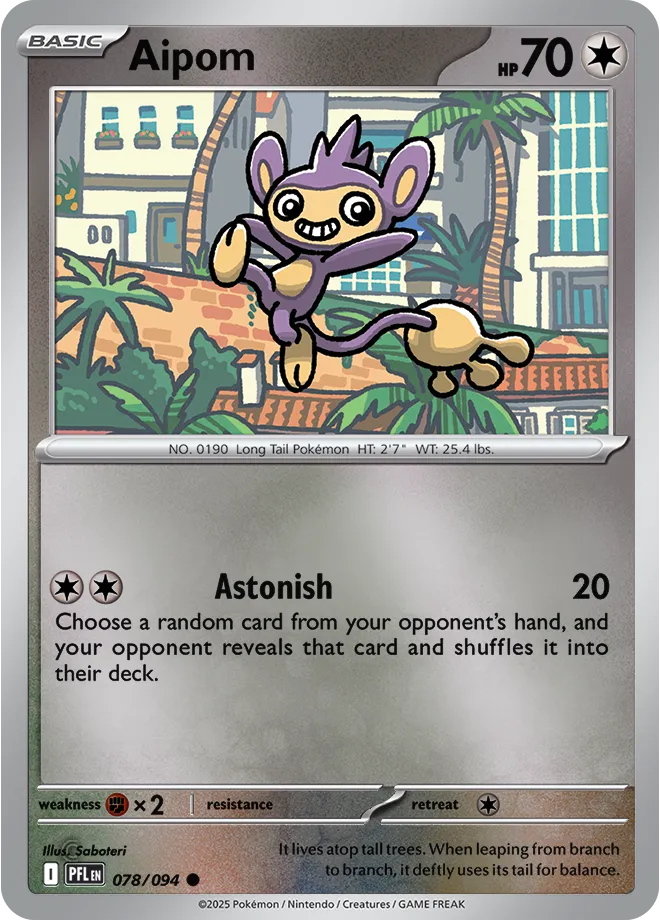 BASIC
Aipom
HP 70
NO. 0190 Long Tail Pokémon HT: 2'7" WT: 25.4 lbs.
Astonish 20
Choose a random card from your opponent's hand, and
your opponent reveals that card and shuffles it into
their deck.
weakness ×2 resistance retreat
Illus. Saboteri
It lives atop tall trees. When leaping from branch
to branch, it deftly uses its tail for balance.
I PFL EN 078/094
©2025 Pokémon / Nintendo / Creatures / GAME FREAK